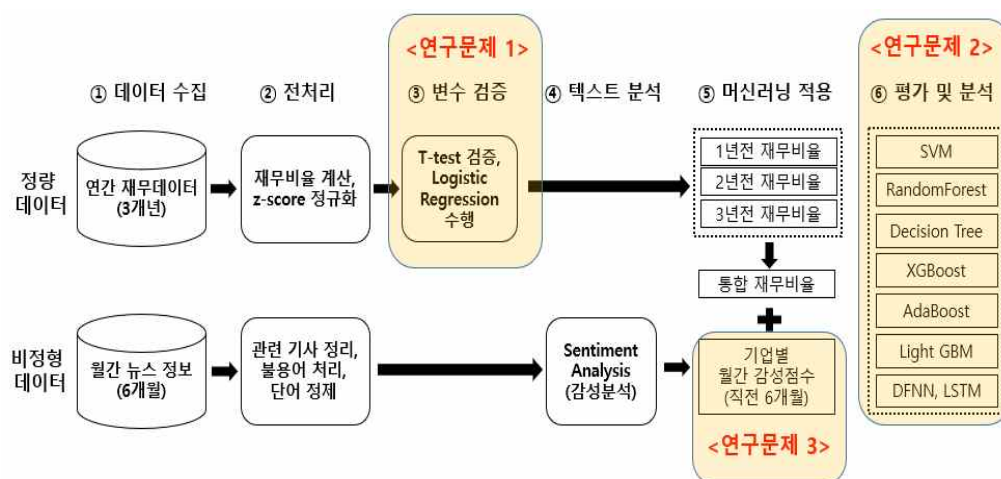 <연구문제 1>
<연구문제 2>
① 데이터 수집
② 전처리
③ 변수 검증
④ 텍스트 분석
⑤ 머신러닝 적용
⑥ 평가 및 분석
정량
데이터
연간 재무데이터
(3개년)
재무비율 계산,
z-score 정규화
T-test 검증,
Logistic
Regression
수행
1년전 재무비율
2년전 재무비율
3년전 재무비율
통합 재무비율
SVM
RandomForest
Decision Tree
XGBoost
AdaBoost
Light GBM
DFNN, LSTM
비정형
데이터
월간 뉴스 정보
(6개월)
관련 기사 정리,
불용어 처리,
단어 정제
Sentiment
Analysis
(감성분석)
기업별
월간 감성점수
(직전 6개월)
<연구문제 3>